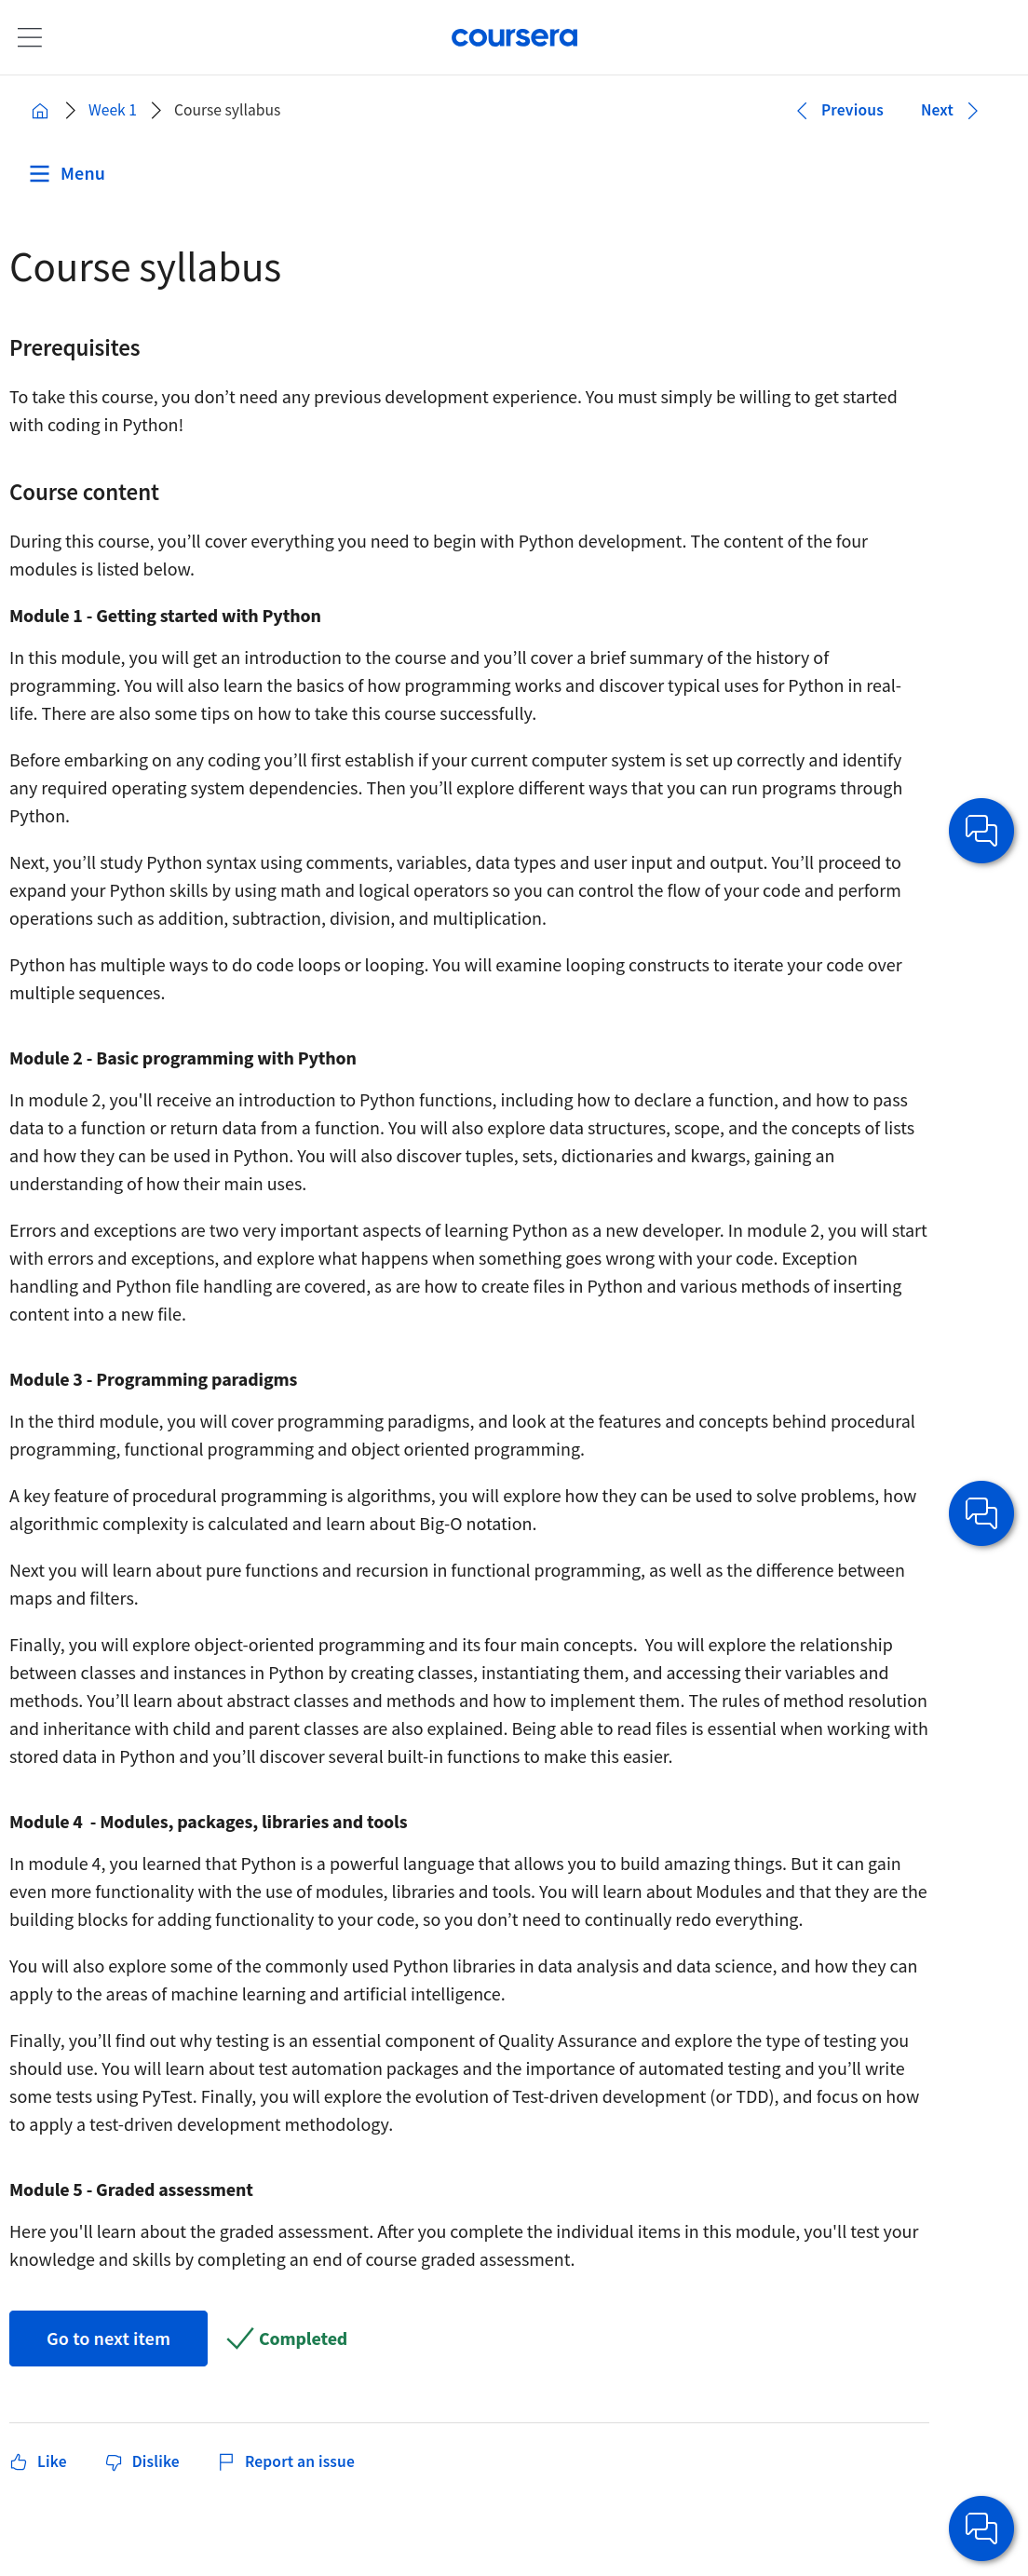 coursera
Week 1
Course syllabus
Previous
Next
Menu
Course syllabus
Prerequisites
To take this course, you don’t need any previous development experience. You must simply be willing to get started
with coding in Python!
Course content
During this course, you’ll cover everything you need to begin with Python development. The content of the four
modules is listed below.
Module 1 - Getting started with Python
In this module, you will get an introduction to the course and you’ll cover a brief summary of the history of
programming. You will also learn the basics of how programming works and discover typical uses for Python in real-
life. There are also some tips on how to take this course successfully.
Before embarking on any coding you’ll first establish if your current computer system is set up correctly and identify
any required operating system dependencies. Then you’ll explore different ways that you can run programs through
Python.
Next, you’ll study Python syntax using comments, variables, data types and user input and output. You’ll proceed to
expand your Python skills by using math and logical operators so you can control the flow of your code and perform
operations such as addition, subtraction, division, and multiplication.
Python has multiple ways to do code loops or looping. You will examine looping constructs to iterate your code over
multiple sequences.
Module 2 - Basic programming with Python
In module 2, you'll receive an introduction to Python functions, including how to declare a function, and how to pass
data to a function or return data from a function. You will also explore data structures, scope, and the concepts of lists
and how they can be used in Python. You will also discover tuples, sets, dictionaries and kwargs, gaining an
understanding of how their main uses.
Errors and exceptions are two very important aspects of learning Python as a new developer. In module 2, you will start
with errors and exceptions, and explore what happens when something goes wrong with your code. Exception
handling and Python file handling are covered, as are how to create files in Python and various methods of inserting
content into a new file.
Module 3 - Programming paradigms
In the third module, you will cover programming paradigms, and look at the features and concepts behind procedural
programming, functional programming and object oriented programming.
A key feature of procedural programming is algorithms, you will explore how they can be used to solve problems, how
algorithmic complexity is calculated and learn about Big-O notation.
Next you will learn about pure functions and recursion in functional programming, as well as the difference between
maps and filters.
Finally, you will explore object-oriented programming and its four main concepts.  You will explore the relationship
between classes and instances in Python by creating classes, instantiating them, and accessing their variables and
methods. You’ll learn about abstract classes and methods and how to implement them. The rules of method resolution
and inheritance with child and parent classes are also explained. Being able to read files is essential when working with
stored data in Python and you’ll discover several built-in functions to make this easier.
Module 4  - Modules, packages, libraries and tools
In module 4, you learned that Python is a powerful language that allows you to build amazing things. But it can gain
even more functionality with the use of modules, libraries and tools. You will learn about Modules and that they are the
building blocks for adding functionality to your code, so you don’t need to continually redo everything.
You will also explore some of the commonly used Python libraries in data analysis and data science, and how they can
apply to the areas of machine learning and artificial intelligence.
Finally, you’ll find out why testing is an essential component of Quality Assurance and explore the type of testing you
should use. You will learn about test automation packages and the importance of automated testing and you’ll write
some tests using PyTest. Finally, you will explore the evolution of Test-driven development (or TDD), and focus on how
to apply a test-driven development methodology.
Module 5 - Graded assessment
Here you'll learn about the graded assessment. After you complete the individual items in this module, you'll test your
knowledge and skills by completing an end of course graded assessment.
Go to next item
Completed
Like
Dislike
Report an issue